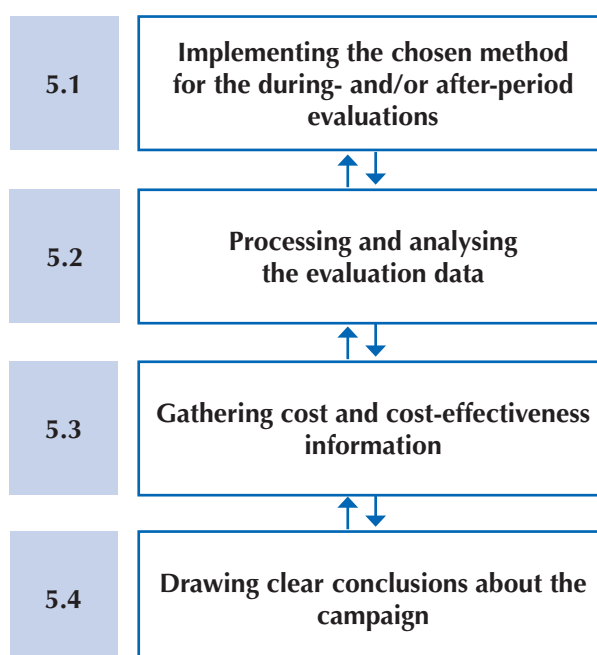 5.1
Implementing the chosen method
for the during- and/or after-period
evaluations
5.2
Processing and analysing
the evaluation data
5.3
Gathering cost and cost-effectiveness
information
5.4
Drawing clear conclusions about the
campaign